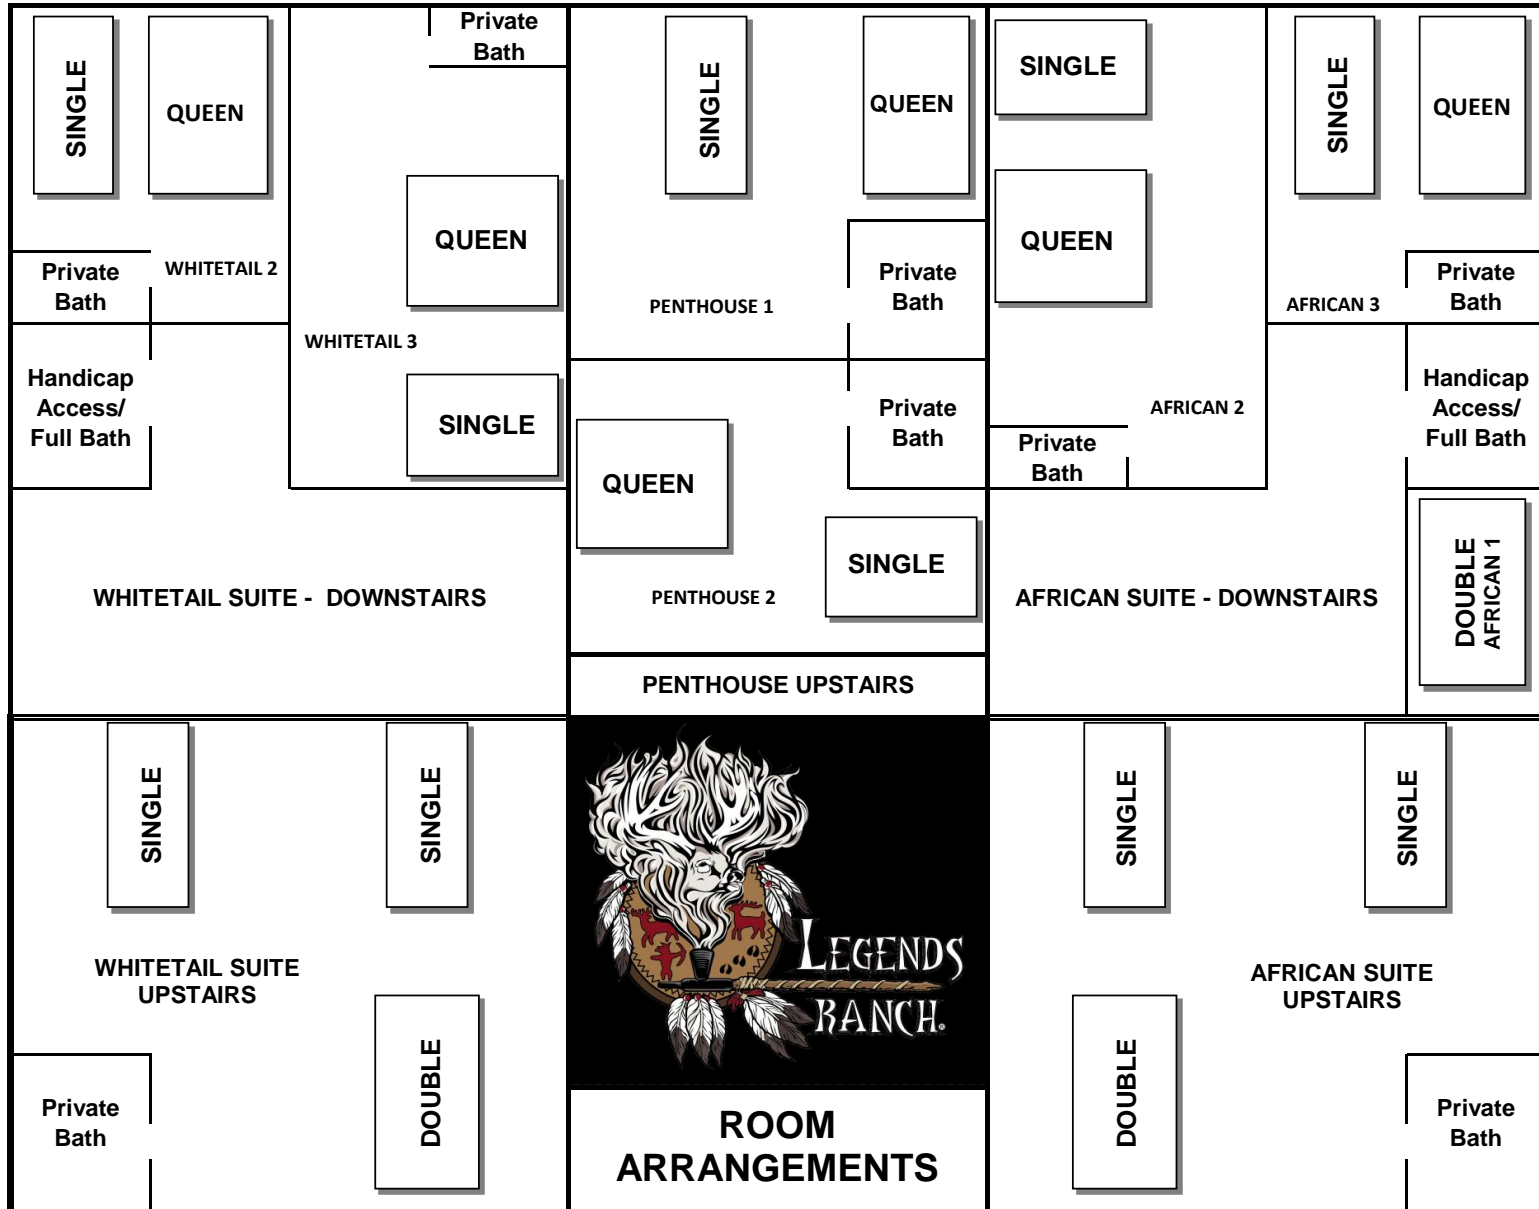 SINGLE
QUEEN
Private
Bath
WHITETAIL 2
Private
Bath
QUEEN
WHITETAIL 3
SINGLE
Handicap
Access/
Full Bath
WHITETAIL SUITE - DOWNSTAIRS
SINGLE
QUEEN
PENTHOUSE 1
Private
Bath
Private
Bath
QUEEN
SINGLE
PENTHOUSE 2
PENTHOUSE UPSTAIRS
SINGLE
QUEEN
AFRICAN 2
Private
Bath
SINGLE
QUEEN
AFRICAN 3
Private
Bath
Handicap
Access/
Full Bath
AFRICAN SUITE - DOWNSTAIRS
DOUBLE
AFRICAN 1
SINGLE
SINGLE
WHITETAIL SUITE
UPSTAIRS
DOUBLE
Private
Bath
LEGENDS
RANCH®
ROOM
ARRANGEMENTS
SINGLE
SINGLE
AFRICAN SUITE
UPSTAIRS
DOUBLE
Private
Bath